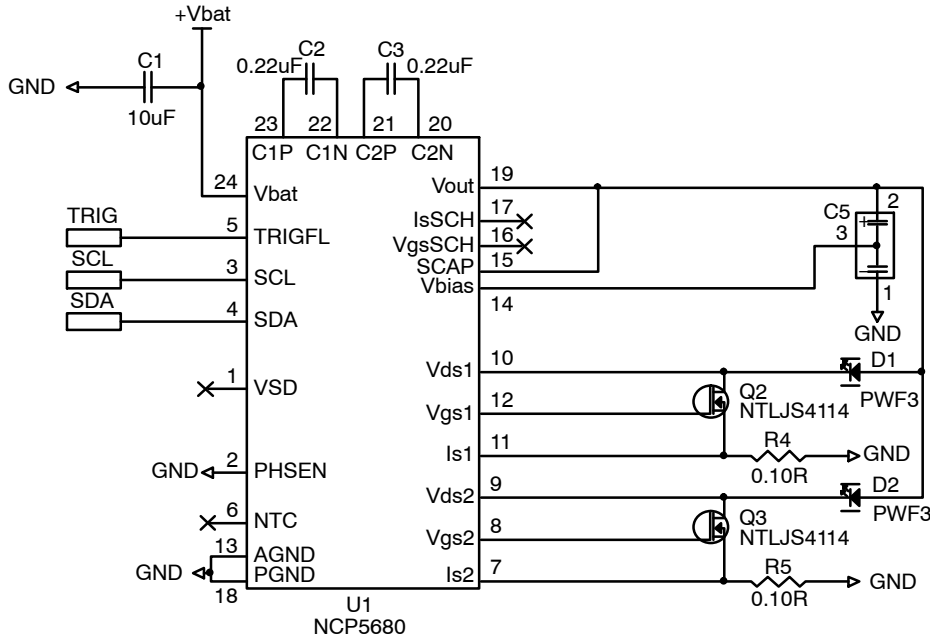 +Vbat
C1
GND
10uF
C2
0.22uF
C3
0.22uF
23
22
21
20
C1P
C1N
C2P
C2N
24
Vbat
Vout
19
TRIG
5
TRIGFL
IsSCH
17
VgsSCH
16
SCL
3
SCL
SCAP
15
Vbias
14
SDA
4
SDA
C5
2
3
+
−
1
GND
1
VSD
Vds1
10
D1
PWF3
Vgs1
12
Q2
NTLJS4114
GND
2
PHSEN
Is1
11
R4
0.10R
GND
6
NTC
Vds2
9
D2
PWF3
13
AGND
Vgs2
8
Q3
NTLJS4114
GND
PGND
18
Is2
7
R5
0.10R
GND
U1
NCP5680